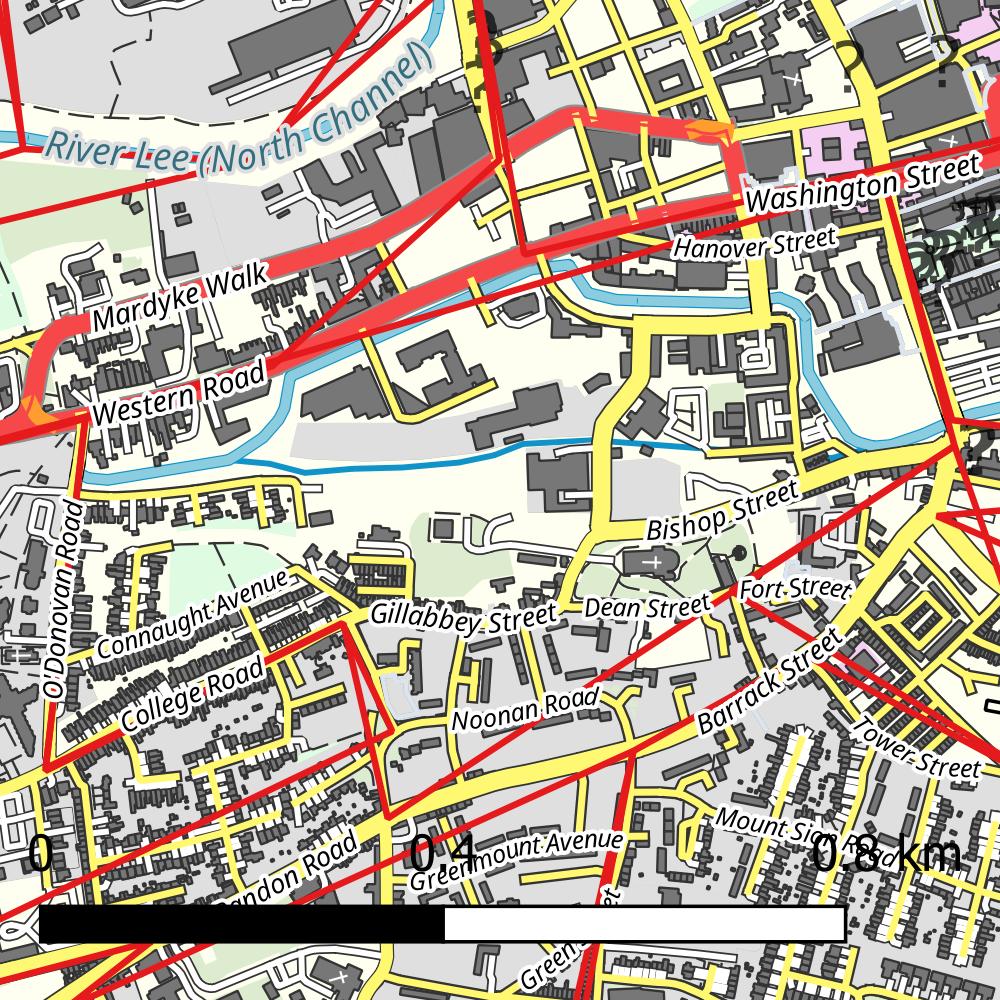 ?
?
?
River Lee (North Channel)
Washington Street
Hanover Street
Mardyke Walk
Western Road
Bishop Street
O'Donovan Road
Connaught Avenue
Gillabbey Street
Dean Street
Fort Street
College Road
Noonan Road
Barrack Street
Tower Street
Mount Sion Road
0 0,4 0,8 km
Greenmount Avenue
Bandon Road